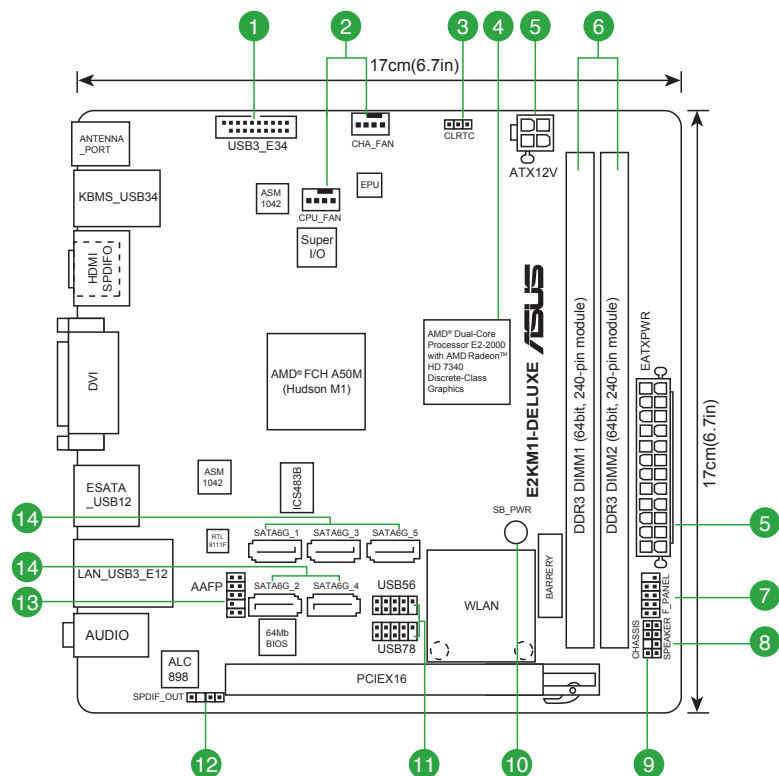 1
2
3
4
5
6
17cm(6.7in)
ANTENNA
_PORT
USB3_E34
CHA_FAN
CLRTC
ATX12V
KBMS_USB34
ASM
1042
EPU
CPU_FAN
Super
I/O
HDMI
SPDIFO
DVI
AMD® FCH A50M
(Hudson M1)
AMD® Dual-Core
Processor E2-2000
with AMD Radeon™
HD 7340
Discrete-Class
Graphics
E2KM1I-DELUXE
ASUS
DDR3 DIMM1 (64bit, 240-pin module)
DDR3 DIMM2 (64bit, 240-pin module)
EATXPWR
17cm(6.7in)
ESATA
_USB12
ASM
1042
ICS483B
SB_PWR
14
SATA6G_1
SATA6G_3
SATA6G_5
5
RTL
8111F
LAN_USB3_E12
14
AAFP
13
SATA6G_2
SATA6G_4
USB56
WLAN
BARRERY
F_PANEL
7
AUDIO
64Mb
BIOS
USB78
CHASSIS
SPEAKER
8
ALC
898
PCIEX16
SPDIF_OUT
12
11
10
9